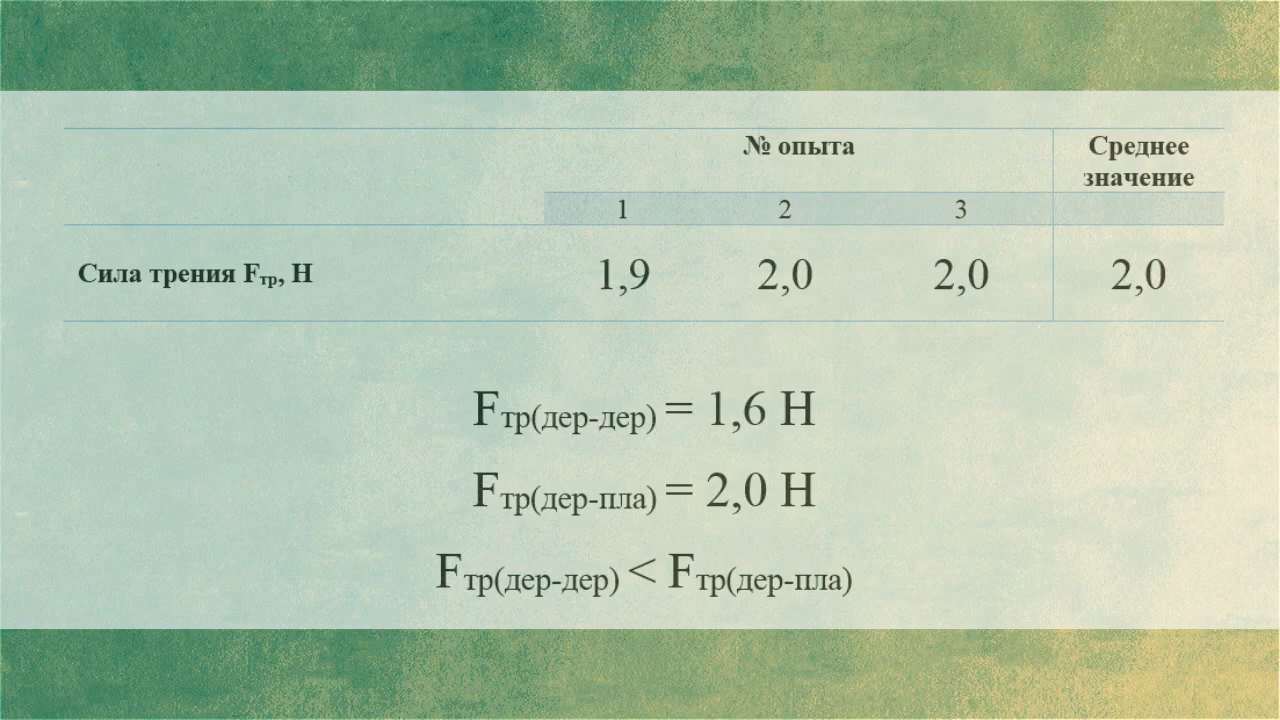 № опыта
Среднее
значение
1 2 3
Сила трения Fтр, Н 1,9 2,0 2,0 2,0
Fтр(дер-дер) = 1,6 Н
Fтр(дер-пла) = 2,0 Н
Fтр(дер-дер) < Fтр(дер-пла)